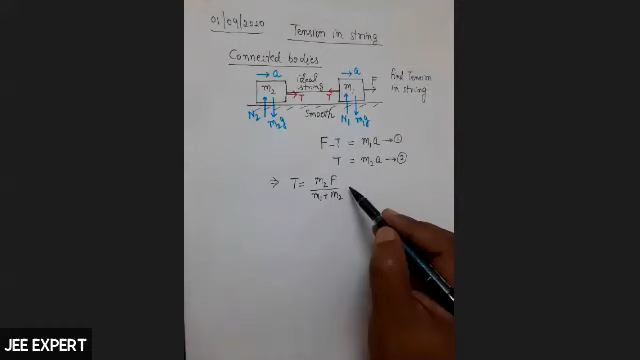 01/09/2020
Tension in string
Connected bodies
→ a
→ a
m₂
ideal string
T
T
m₁
F
find Tension in string
N₂
m₂g
Smooth
N₁
m₁g
F - T = m₁a → ①
T = m₂a → ②
⇒ T = m₂F / m₁ + m₂
JEE EXPERT